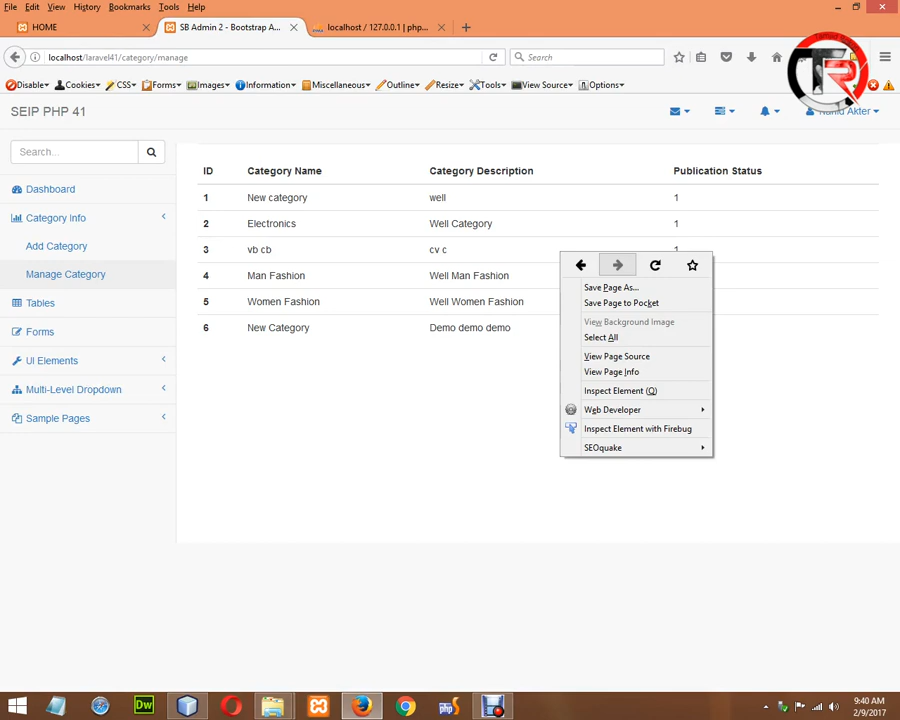 File Edit View History Bookmarks Tools Help
HOME
SB Admin 2 - Bootstrap A...
localhost / 127.0.0.1 | php...
localhost/laravel41/category/manage
Search
Disable Cookies CSS Forms Images Information Miscellaneous Outline Resize Tools View Source Options
SEIP PHP 41
Akter
Search...
Dashboard
Category Info
Add Category
Manage Category
Tables
Forms
UI Elements
Multi-Level Dropdown
Sample Pages
ID Category Name Category Description Publication Status
1 New category well 1
2 Electronics Well Category 1
3 vb cb cv c 1
4 Man Fashion Well Man Fashion
5 Women Fashion Well Women Fashion
6 New Category Demo demo demo
Save Page As...
Save Page to Pocket
View Background Image
Select All
View Page Source
View Page Info
Inspect Element (Q)
Web Developer
Inspect Element with Firebug
SEOquake
Dw
php
9:40 AM
2/9/2017